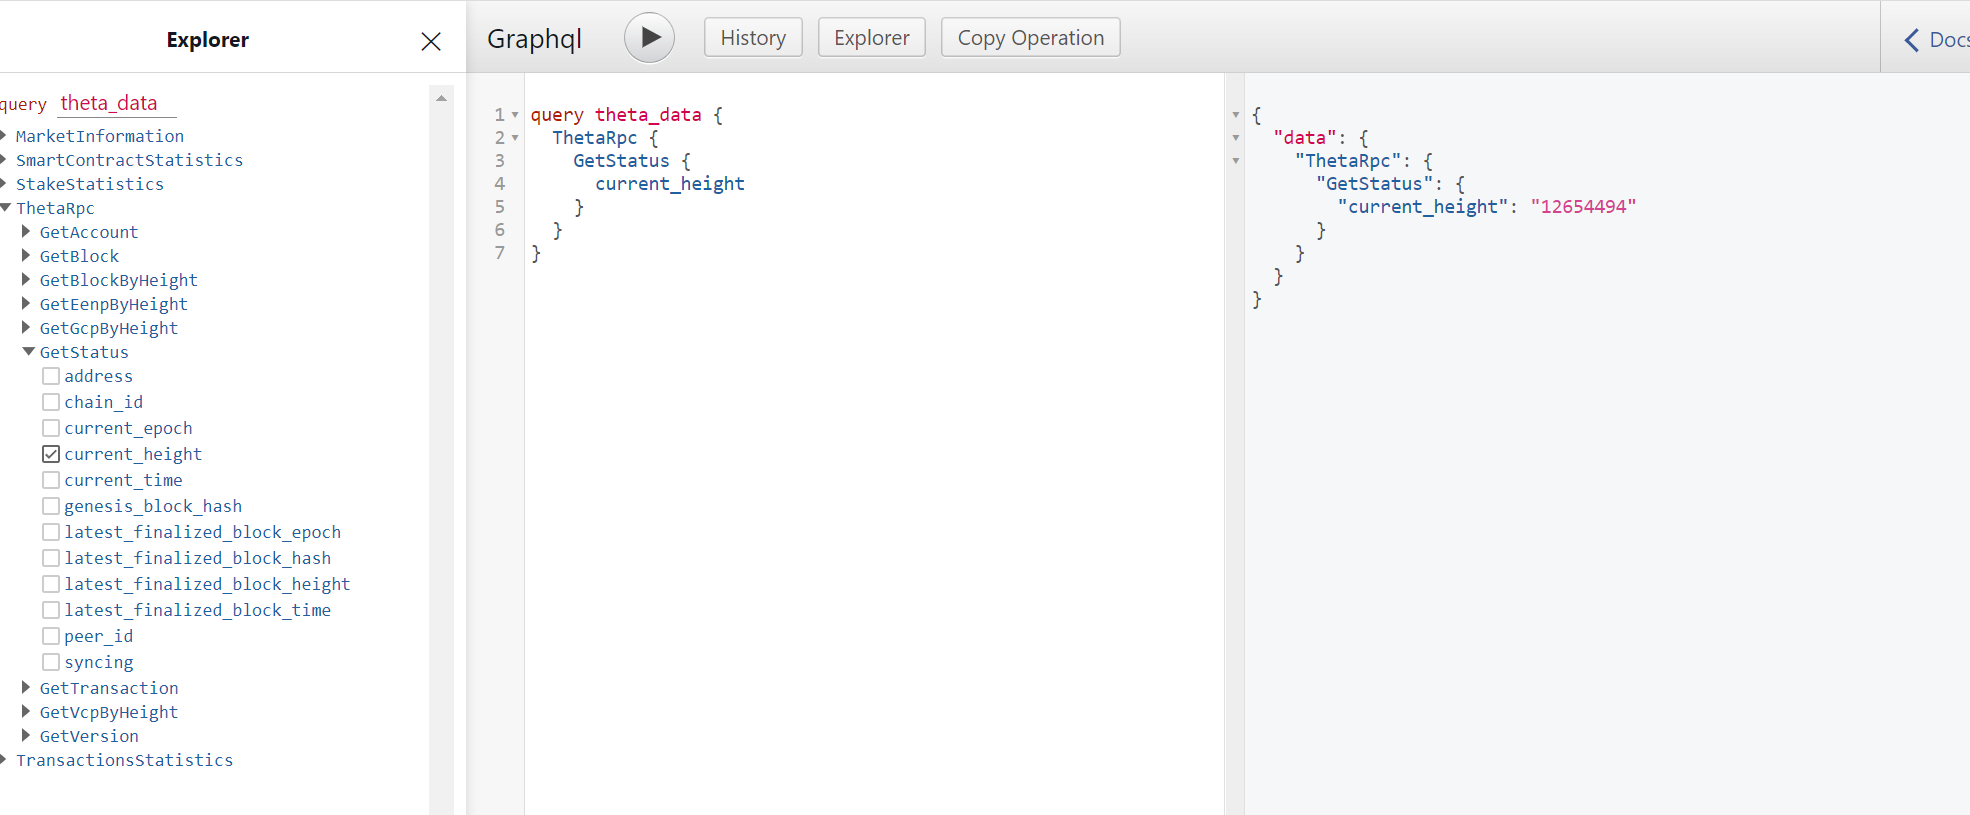 Explorer
query theta_data
MarketInformation
SmartContractStatistics
StakeStatistics
ThetaRpc
GetAccount
GetBlock
GetBlockByHeight
GetEenpByHeight
GetGcpByHeight
GetStatus
address
chain_id
current_epoch
current_height
current_time
genesis_block_hash
latest_finalized_block_epoch
latest_finalized_block_hash
latest_finalized_block_height
latest_finalized_block_time
peer_id
syncing
GetTransaction
GetVcpByHeight
GetVersion
TransactionsStatistics
Graphql History Explorer Copy Operation Docs
1 query theta_data {
2 ThetaRpc {
3 GetStatus {
4 current_height
5 }
6 }
7 }
{
"data": {
"ThetaRpc": {
"GetStatus": {
"current_height": "12654494"
}
}
}
}